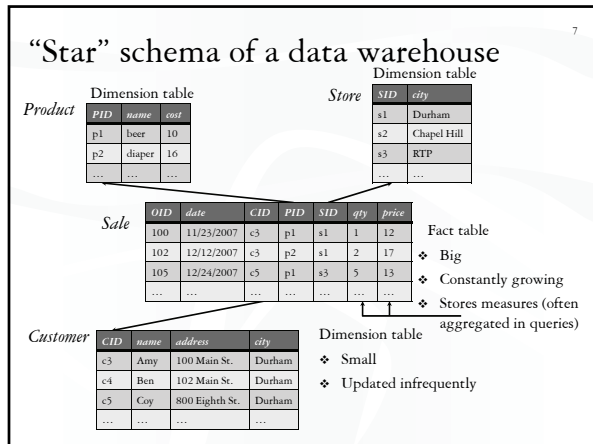 7
“Star” schema of a data warehouse
Dimension table
Product
PID name cost
p1 beer 10
p2 diaper 16
… … …
Dimension table
Store
SID city
s1 Durham
s2 Chapel Hill
s3 RTP
… …
Sale
OID date CID PID SID qty price
100 11/23/2007 c3 p1 s1 1 12
102 12/12/2007 c3 p2 s1 2 17
105 12/24/2007 c5 p1 s3 5 13
… … … … … … …
Fact table
❖ Big
❖ Constantly growing
❖ Stores measures (often
aggregated in queries)
Customer
CID name address city
c3 Amy 100 Main St. Durham
c4 Ben 102 Main St. Durham
c5 Coy 800 Eighth St. Durham
… … … …
Dimension table
❖ Small
❖ Updated infrequently